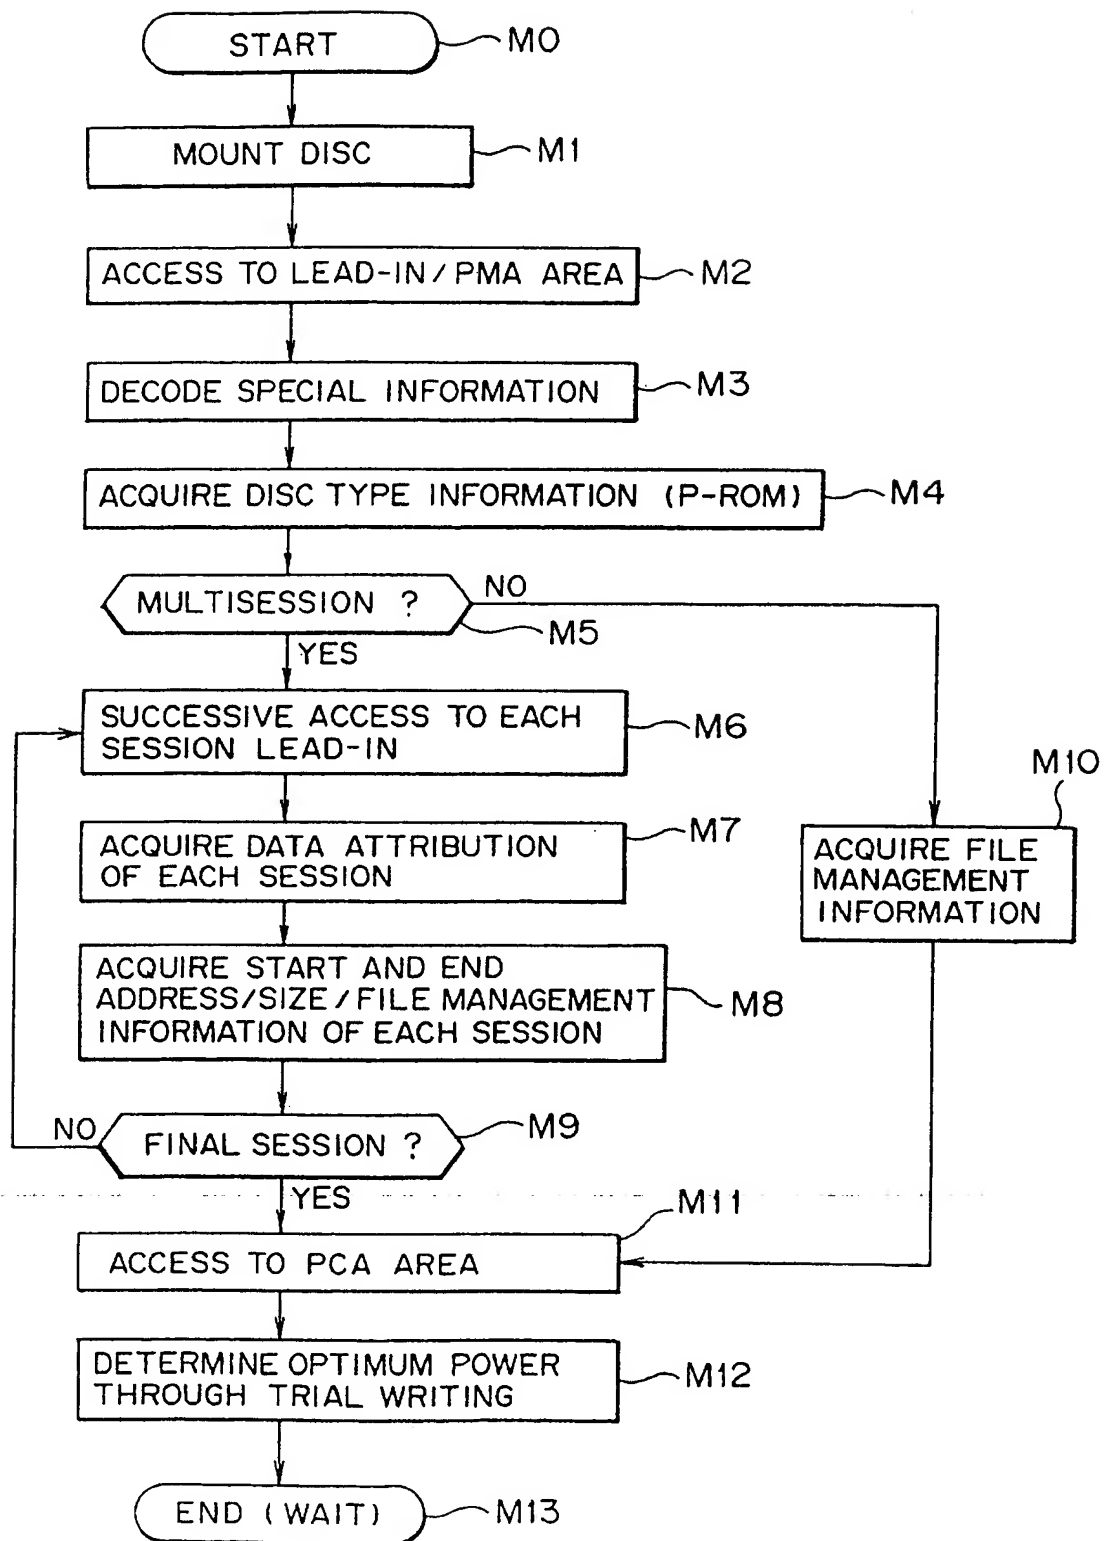 START
M0
MOUNT DISC
M1
ACCESS TO LEAD-IN/PMA AREA
M2
DECODE SPECIAL INFORMATION
M3
ACQUIRE DISC TYPE INFORMATION (P-ROM)
M4
MULTISESSION ?
NO
M5
YES
SUCCESSIVE ACCESS TO EACH
SESSION LEAD-IN
M6
ACQUIRE DATA ATTRIBUTION
OF EACH SESSION
M7
M10
ACQUIRE FILE
MANAGEMENT
INFORMATION
ACQUIRE START AND END
ADDRESS/SIZE/FILE MANAGEMENT
INFORMATION OF EACH SESSION
M8
NO
FINAL SESSION ?
M9
YES
M11
ACCESS TO PCA AREA
DETERMINE OPTIMUM POWER
THROUGH TRIAL WRITING
M12
END (WAIT)
M13